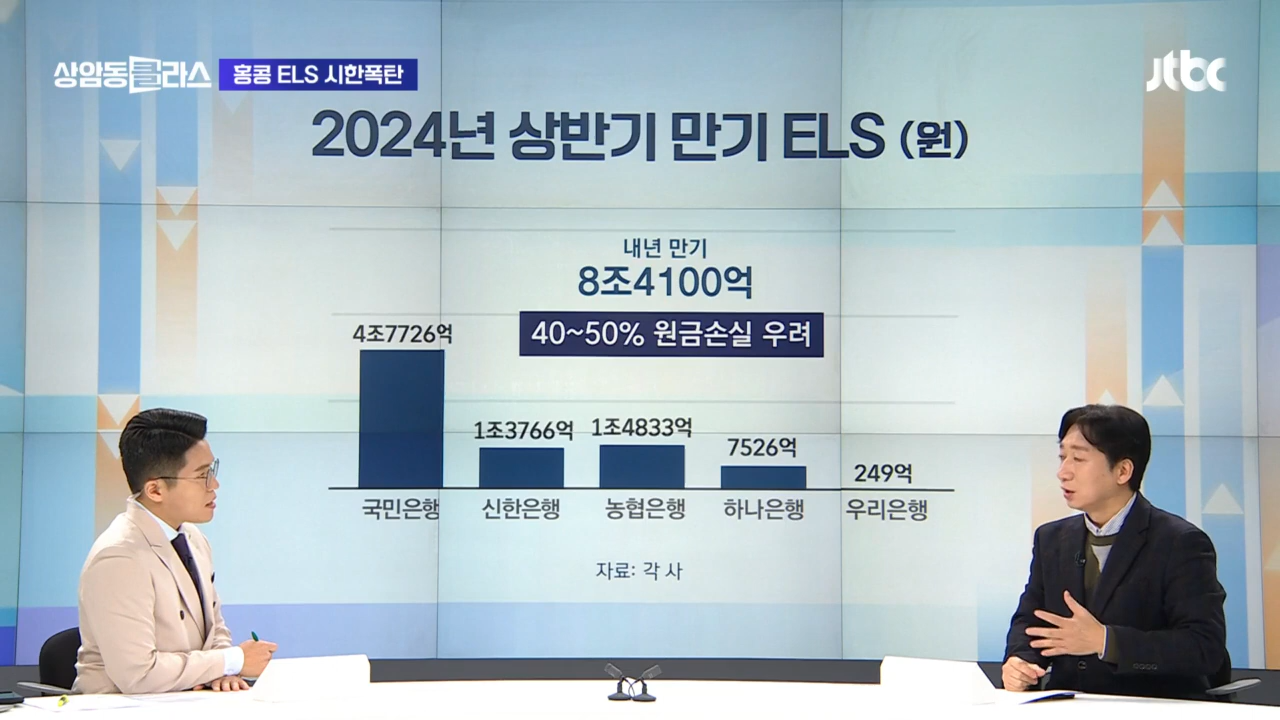 상암동클라스
홍콩 ELS 시한폭탄
jtbc
2024년 상반기 만기 ELS (원)
내년 만기
8조4100억
40~50% 원금손실 우려
4조7726억
1조3766억
1조4833억
7526억
249억
국민은행
신한은행
농협은행
하나은행
우리은행
자료: 각 사